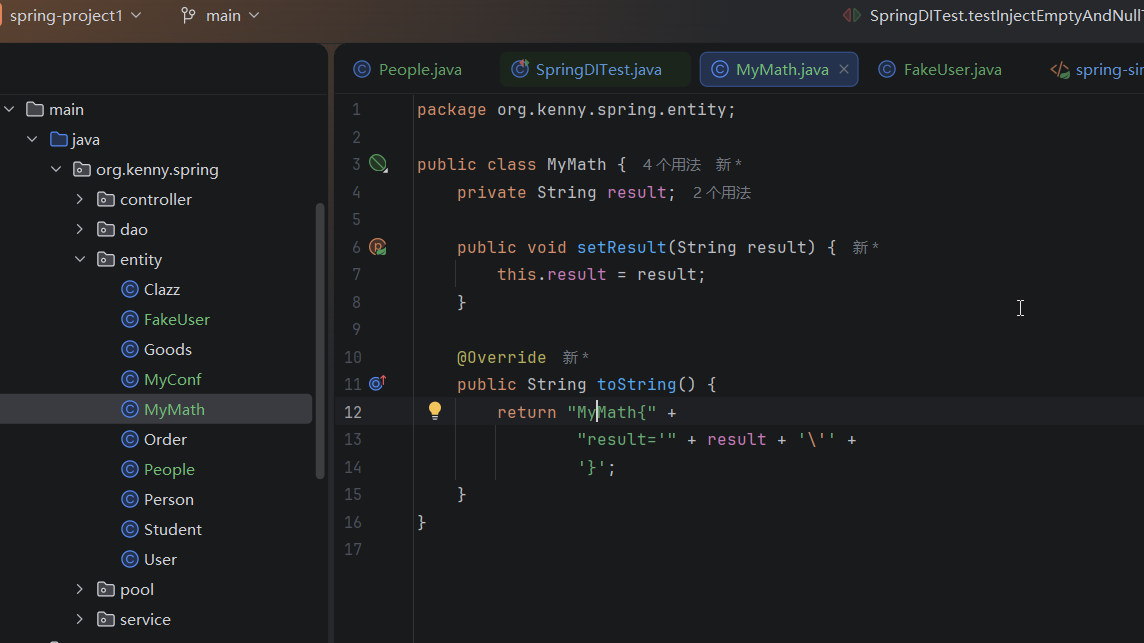 spring-project1
main
SpringDITest.testInjectEmptyAndNullT
People.java
SpringDITest.java
MyMath.java
FakeUser.java
spring-sin
main
java
org.kenny.spring
controller
dao
entity
Clazz
FakeUser
Goods
MyConf
MyMath
Order
People
Person
Student
User
pool
service
1 package org.kenny.spring.entity;
2
3 public class MyMath { 4 个用法 新 *
4 private String result; 2 个用法
5
6 public void setResult(String result) { 新 *
7 this.result = result;
8 }
9
10 @Override 新 *
11 public String toString() {
12 return "MyMath{" +
13 "result='" + result + '\'' +
14 '}';
15 }
16 }
17